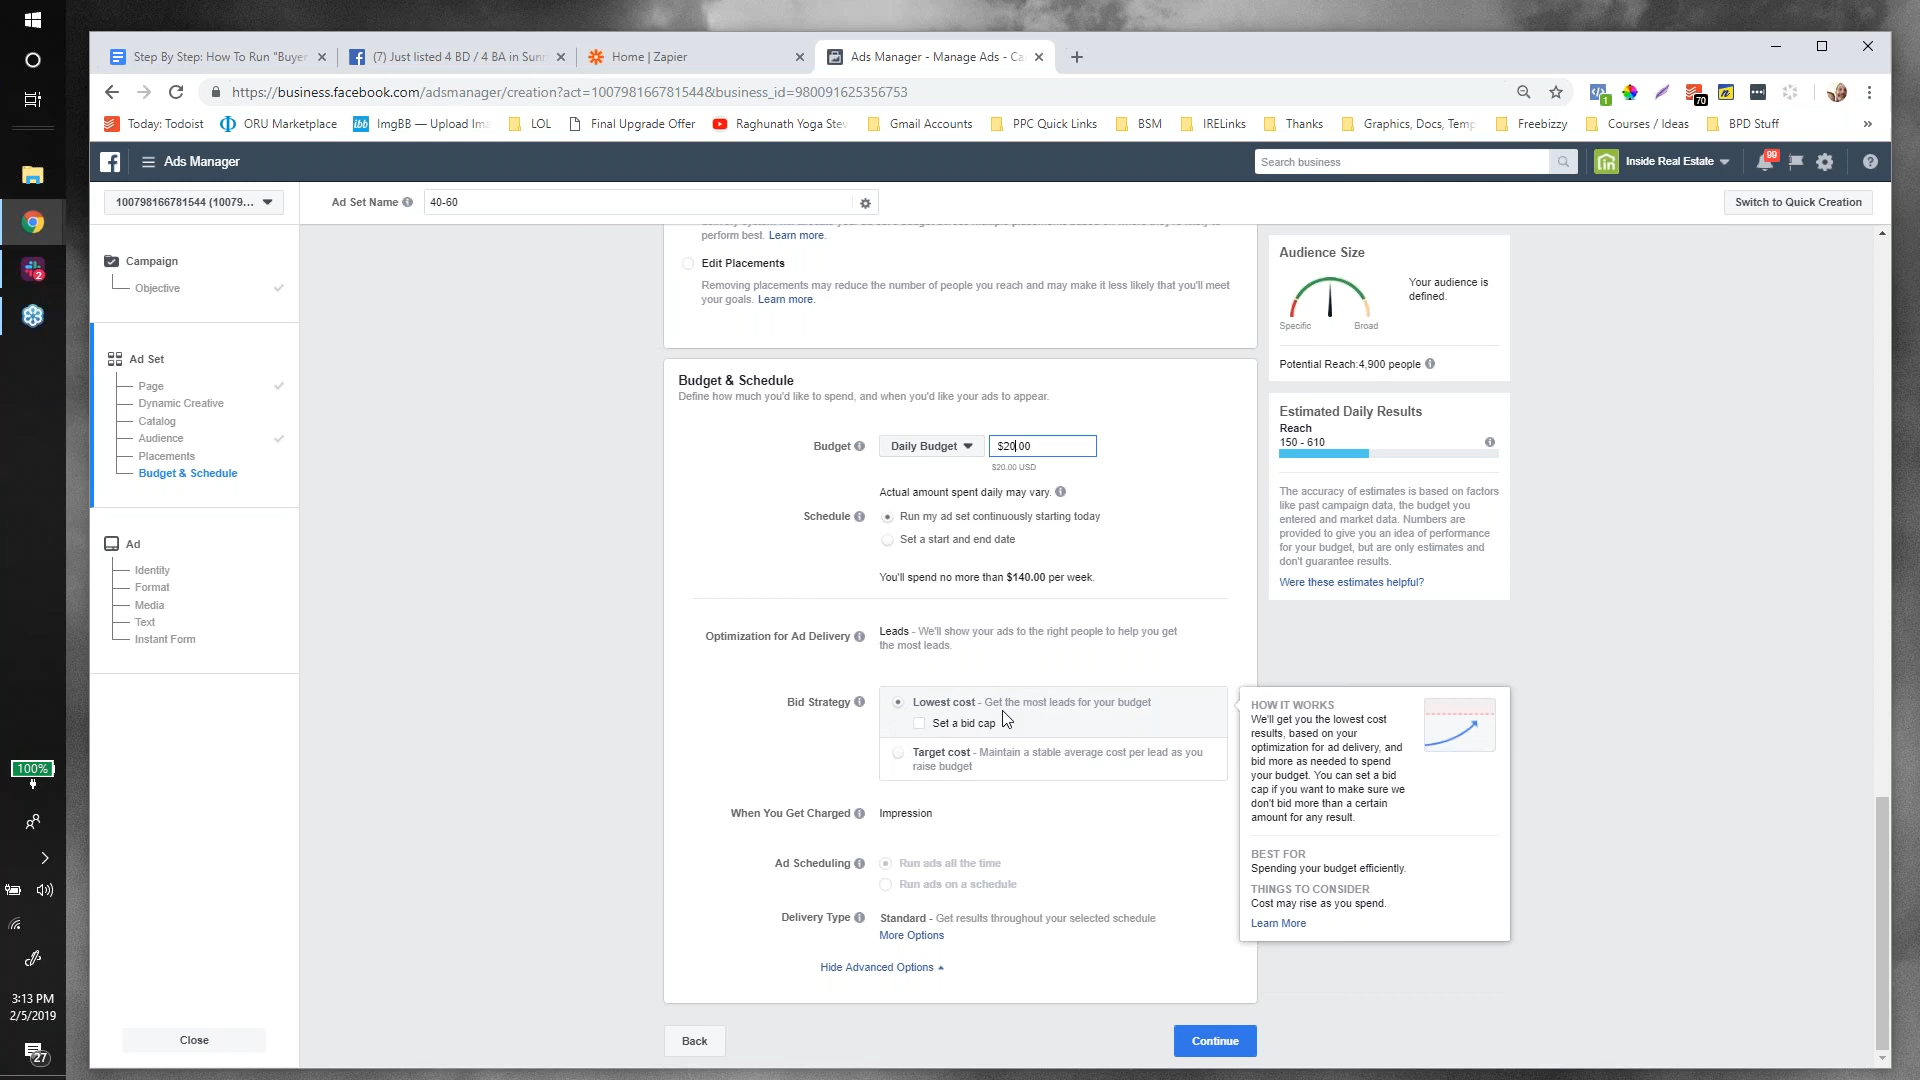 Step By Step: How To Run "Buyer
(7) Just listed 4 BD / 4 BA in Sunn
Home | Zapier
Ads Manager - Manage Ads - Ca
https://business.facebook.com/adsmanager/creation?act=100798166781544&business_id=980091625356753
1
70
Today: Todoist
ORU Marketplace
ibb
ImgBB — Upload Ima
LOL
Final Upgrade Offer
Raghunath Yoga Stev
Gmail Accounts
PPC Quick Links
BSM
IRELinks
Thanks
Graphics, Docs, Temp
Freebizzy
Courses / Ideas
BPD Stuff
»
Ads Manager
Search business
Inside Real Estate
99
100798166781544 (10079...
Ad Set Name
40-60
Switch to Quick Creation
Campaign
Objective
Ad Set
Page
Dynamic Creative
Catalog
Audience
Placements
Budget & Schedule
Ad
Identity
Format
Media
Text
Instant Form
Close
perform best. Learn more.
Edit Placements
Removing placements may reduce the number of people you reach and may make it less likely that you'll meet
your goals. Learn more.
Budget & Schedule
Define how much you'd like to spend, and when you'd like your ads to appear.
Budget
Daily Budget
$20.00
$20.00 USD
Actual amount spent daily may vary.
Schedule
Run my ad set continuously starting today
Set a start and end date
You'll spend no more than $140.00 per week.
Optimization for Ad Delivery
Leads - We'll show your ads to the right people to help you get
the most leads.
Bid Strategy
Lowest cost - Get the most leads for your budget
Set a bid cap
Target cost - Maintain a stable average cost per lead as you
raise budget
When You Get Charged
Impression
Ad Scheduling
Run ads all the time
Run ads on a schedule
Delivery Type
Standard - Get results throughout your selected schedule
More Options
Hide Advanced Options
Back
Continue
Audience Size
Your audience is
defined.
Specific
Broad
Potential Reach:4,900 people
Estimated Daily Results
Reach
150 - 610
The accuracy of estimates is based on factors
like past campaign data, the budget you
entered and market data. Numbers are
provided to give you an idea of performance
for your budget, but are only estimates and
don't guarantee results.
Were these estimates helpful?
HOW IT WORKS
We'll get you the lowest cost
results, based on your
optimization for ad delivery, and
bid more as needed to spend
your budget. You can set a bid
cap if you want to make sure we
don't bid more than a certain
amount for any result.
BEST FOR
Spending your budget efficiently.
THINGS TO CONSIDER
Cost may rise as you spend.
Learn More
2
100%
3:13 PM
2/5/2019
27